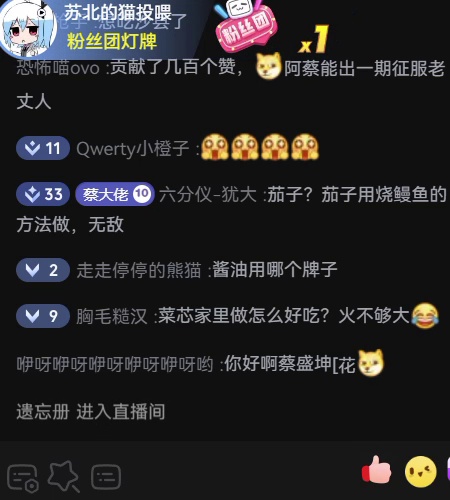 苏北的猫投喂
粉丝团灯牌
粉丝团
x1
恐怖喵ovo :贡献了几百个赞，阿蔡能出一期征服老
丈人
11 Qwerty小橙子 :
33 蔡大佬 10 六分仪-犹大 :茄子？茄子用烧鳗鱼的
方法做，无敌
2 走走停停的熊猫 :酱油用哪个牌子
9 胸毛糙汉 :菜芯家里做怎么好吃？火不够大
咿呀咿呀咿呀咿呀咿呀哟 :你好啊蔡盛坤[花
遗忘册 进入直播间